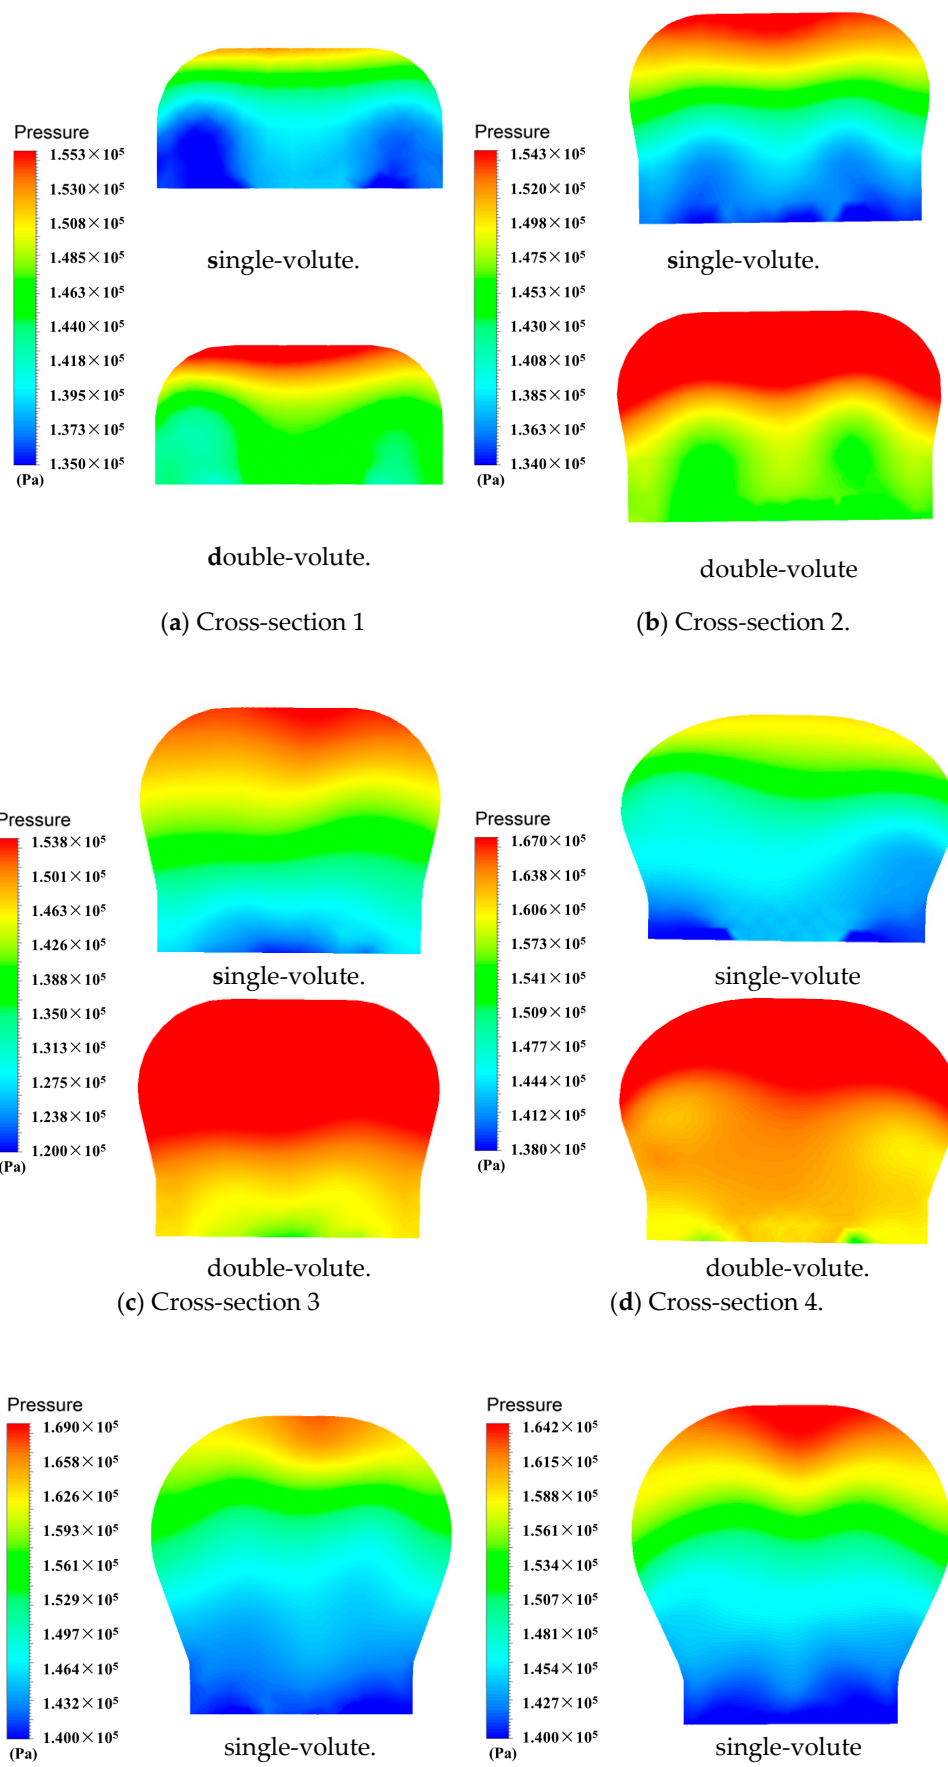 Pressure
1.553×10⁵
1.530×10⁵
1.508×10⁵
1.485×10⁵
1.463×10⁵
1.440×10⁵
1.418×10⁵
1.395×10⁵
1.373×10⁵
1.350×10⁵
(Pa)
single-volute.
double-volute.
(a) Cross-section 1
Pressure
1.543×10⁵
1.520×10⁵
1.498×10⁵
1.475×10⁵
1.453×10⁵
1.430×10⁵
1.408×10⁵
1.385×10⁵
1.363×10⁵
1.340×10⁵
(Pa)
single-volute.
double-volute
(b) Cross-section 2.
Pressure
1.538×10⁵
1.501×10⁵
1.463×10⁵
1.426×10⁵
1.388×10⁵
1.350×10⁵
1.313×10⁵
1.275×10⁵
1.238×10⁵
1.200×10⁵
(Pa)
single-volute.
double-volute.
(c) Cross-section 3
Pressure
1.670×10⁵
1.638×10⁵
1.606×10⁵
1.573×10⁵
1.541×10⁵
1.509×10⁵
1.477×10⁵
1.444×10⁵
1.412×10⁵
1.380×10⁵
(Pa)
single-volute
double-volute.
(d) Cross-section 4.
Pressure
1.690×10⁵
1.658×10⁵
1.626×10⁵
1.593×10⁵
1.561×10⁵
1.529×10⁵
1.497×10⁵
1.464×10⁵
1.432×10⁵
1.400×10⁵
(Pa)
single-volute.
Pressure
1.642×10⁵
1.615×10⁵
1.588×10⁵
1.561×10⁵
1.534×10⁵
1.507×10⁵
1.481×10⁵
1.454×10⁵
1.427×10⁵
1.400×10⁵
(Pa)
single-volute